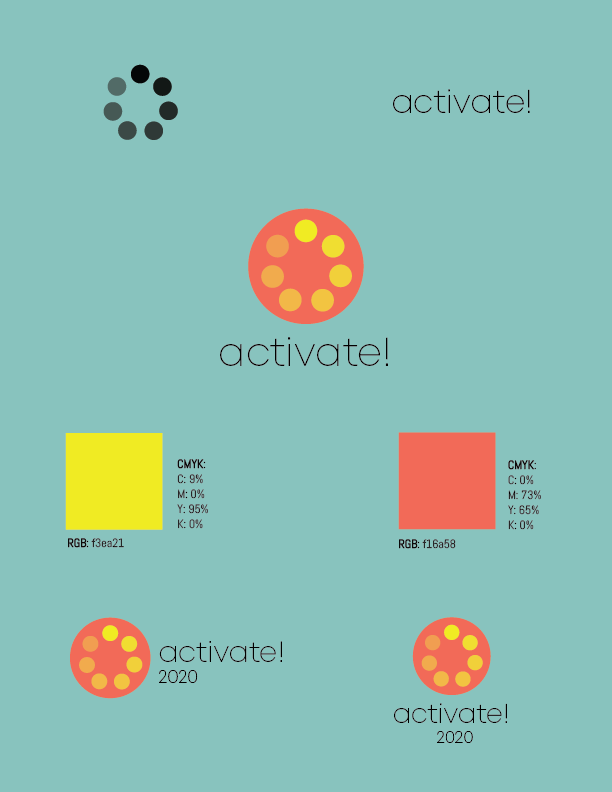 activate!
activate!
CMYK:
C: 9%
M: 0%
Y: 95%
K: 0%
RGB: f3ea21
CMYK:
C: 0%
M: 73%
Y: 65%
K: 0%
RGB: f16a58
activate!
2020
activate!
2020